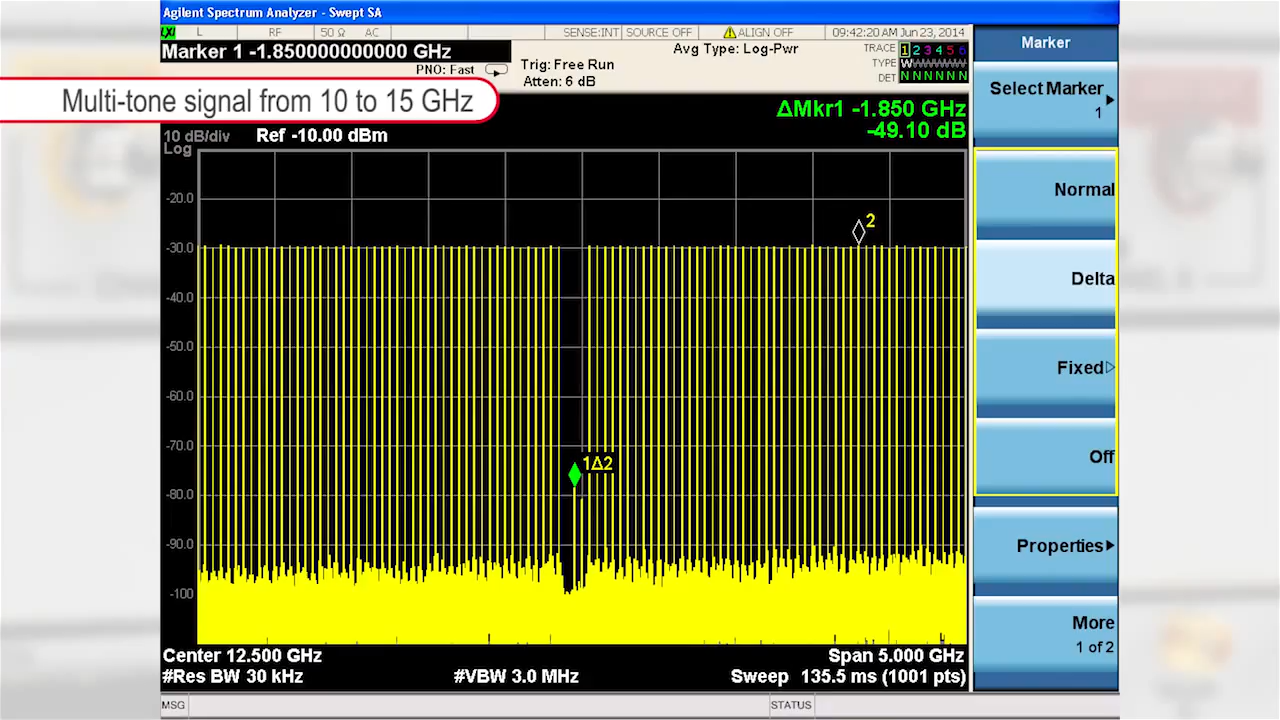 Agilent Spectrum Analyzer - Swept SA
LXI L RF 50 Ω AC SENSE:INT SOURCE OFF ALIGN OFF 09:42:20 AM Jun 23, 2014
Marker 1 -1.850000000000 GHz
Avg Type: Log-Pwr
TRACE 1 2 3 4 5 6
TYPE W W W W W W
DET N N N N N N
PNO: Fast
Trig: Free Run
Atten: 6 dB
Multi-tone signal from 10 to 15 GHz
ΔMkr1 -1.850 GHz
-49.10 dB
10 dB/div Ref -10.00 dBm
Log
-20.0
2
-30.0
-40.0
-50.0
-60.0
-70.0
1Δ2
-80.0
-90.0
-100
Center 12.500 GHz
Span 5.000 GHz
#Res BW 30 kHz
#VBW 3.0 MHz
Sweep 135.5 ms (1001 pts)
MSG
STATUS
Marker
Select Marker
1
Normal
Delta
Fixed
Off
Properties
More
1 of 2